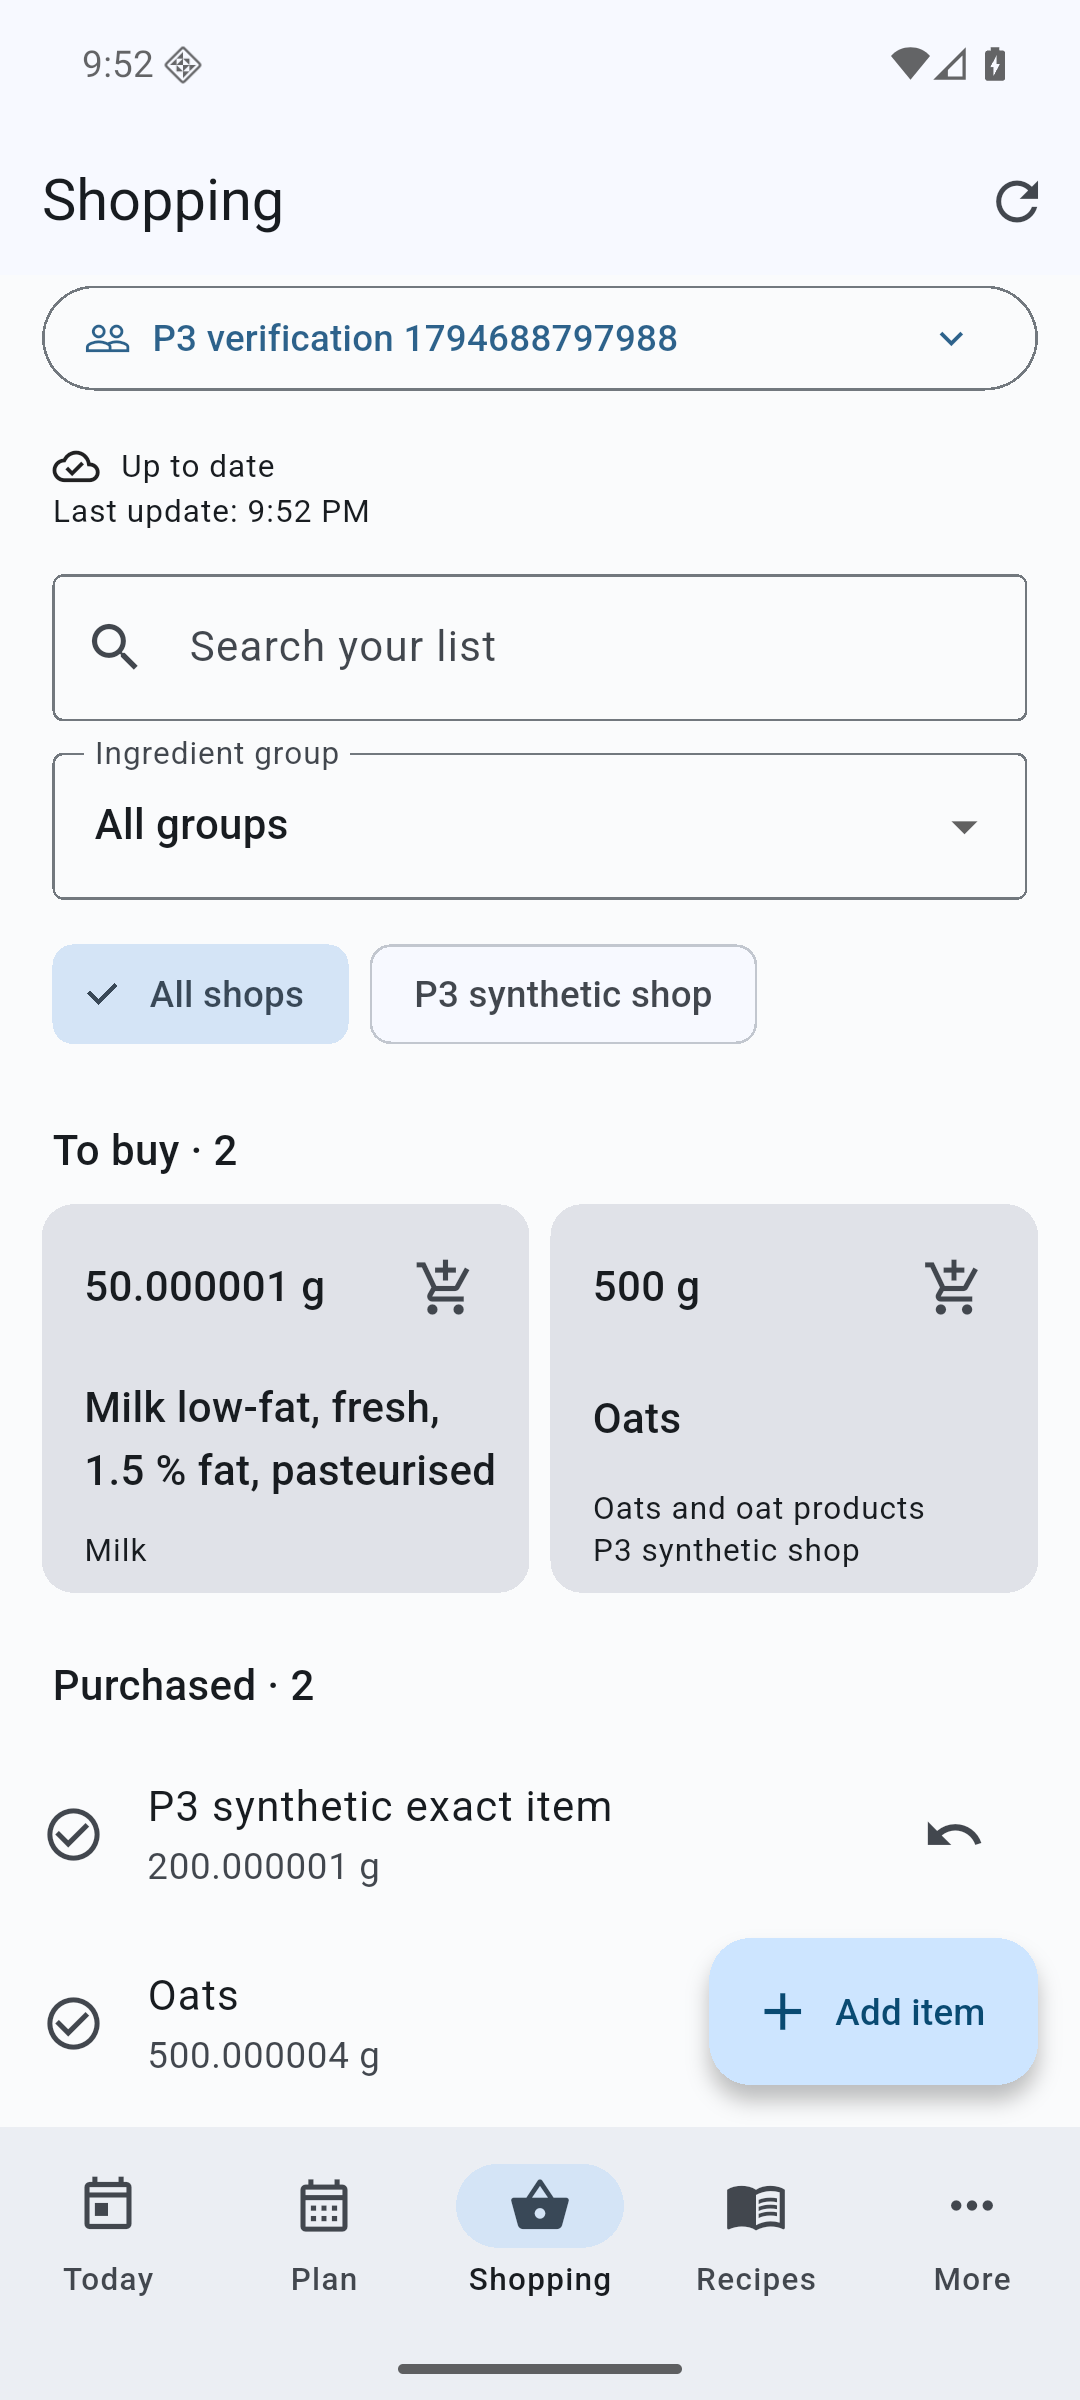 9:52
Shopping
P3 verification 1794688797988
Up to date
Last update: 9:52 PM
Search your list
Ingredient group
All groups
All shops
P3 synthetic shop
To buy · 2
50.000001 g
Milk low-fat, fresh,
1.5 % fat, pasteurised
Milk
500 g
Oats
Oats and oat products
P3 synthetic shop
Purchased · 2
P3 synthetic exact item
200.000001 g
Oats
500.000004 g
Add item
Today
Plan
Shopping
Recipes
More